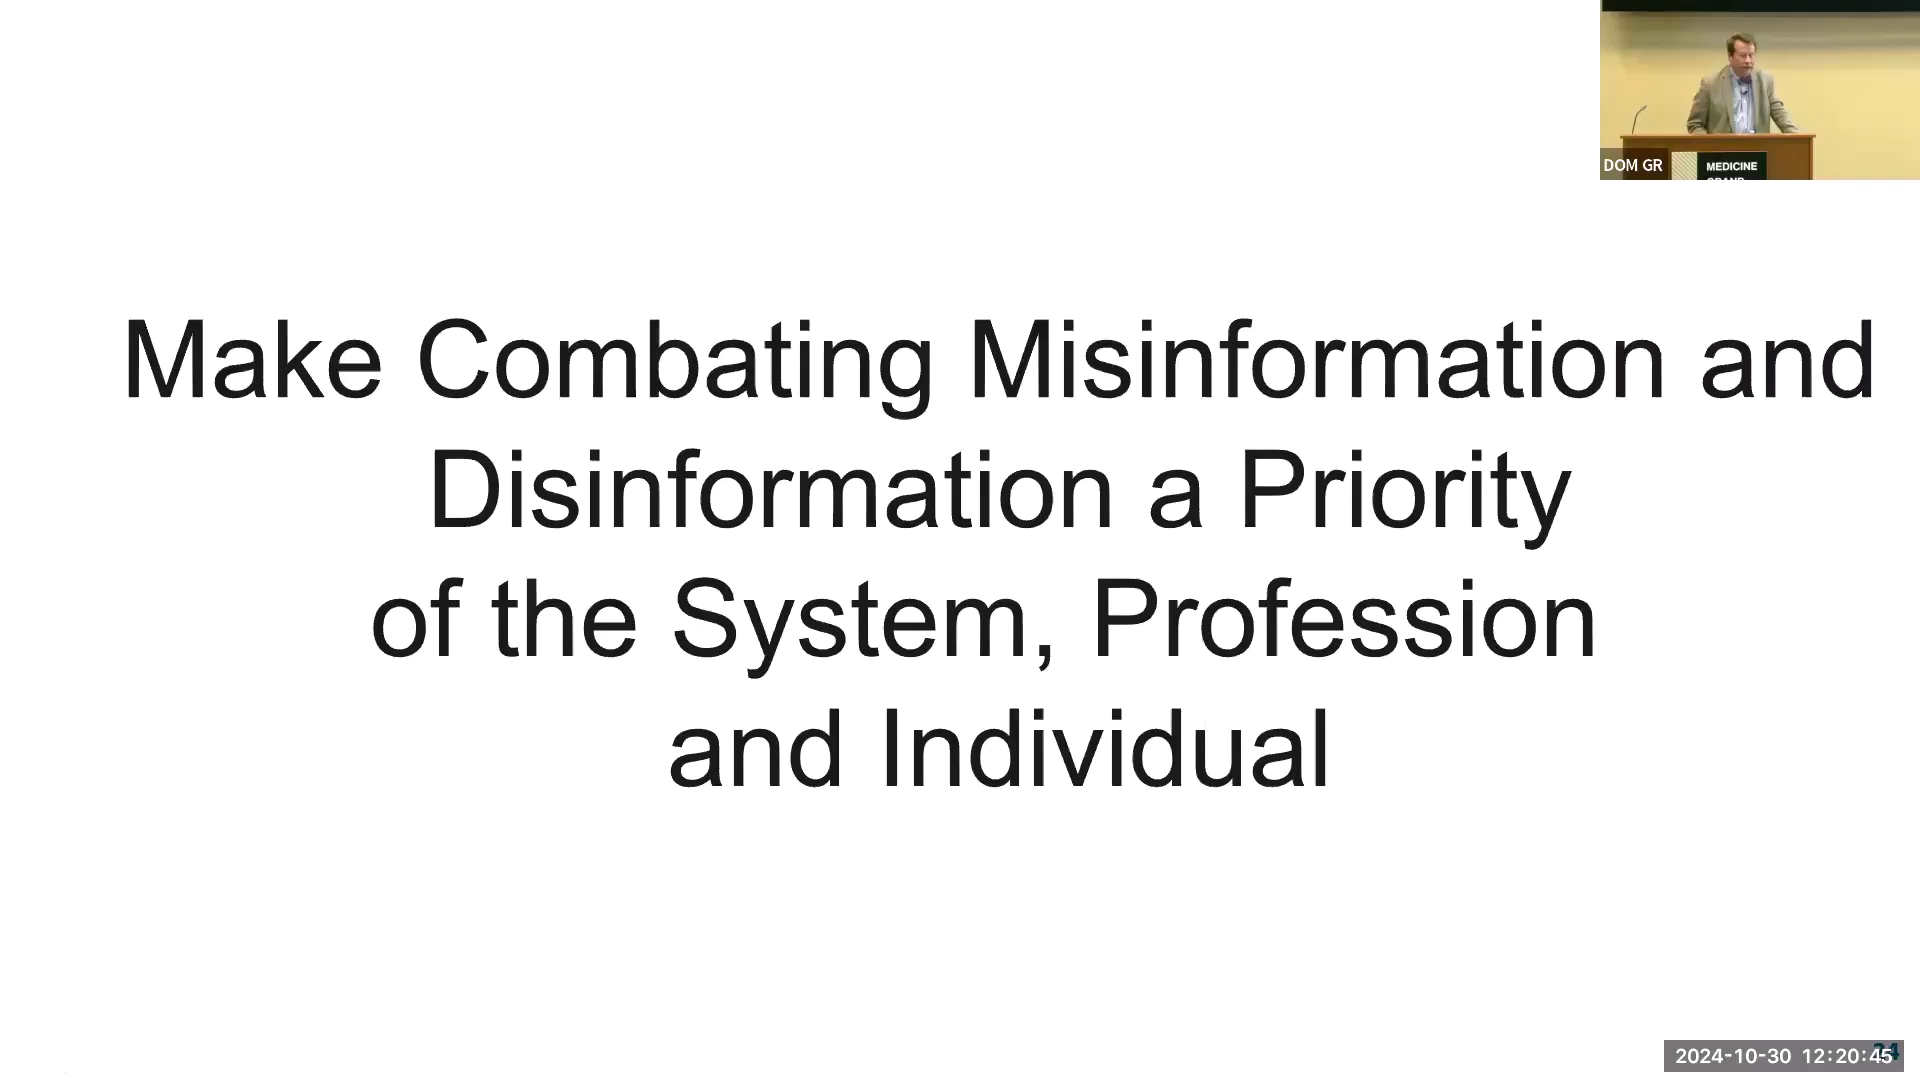 DOM GR
MEDICINE
GRAND
Make Combating Misinformation and
Disinformation a Priority
of the System, Profession
and Individual
2024-10-30 12:20:45